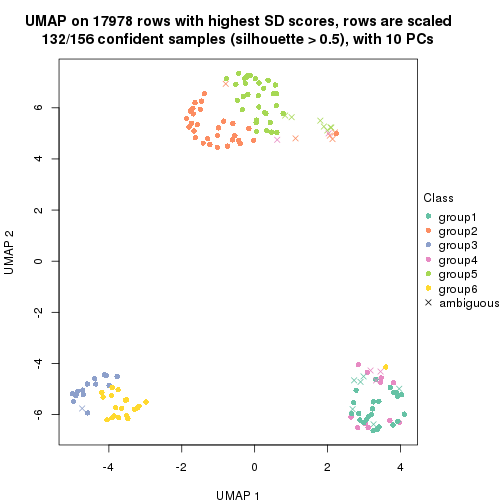 UMAP on 17978 rows with highest SD scores, rows are scaled
132/156 confident samples (silhouette > 0.5), with 10 PCs
UMAP 2
6
4
2
0
-2
-4
-6
-4
-2
0
2
4
UMAP 1
Class
group1
group2
group3
group4
group5
group6
ambiguous